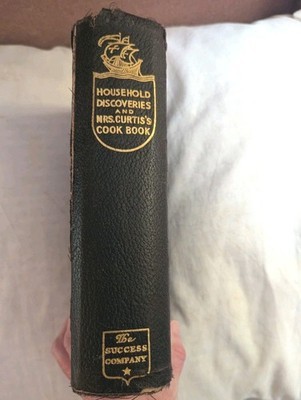 HOUSEHOLD
DISCOVERIES
AND
MRS. CURTIS'S
COOK BOOK
The
SUCCESS
COMPANY